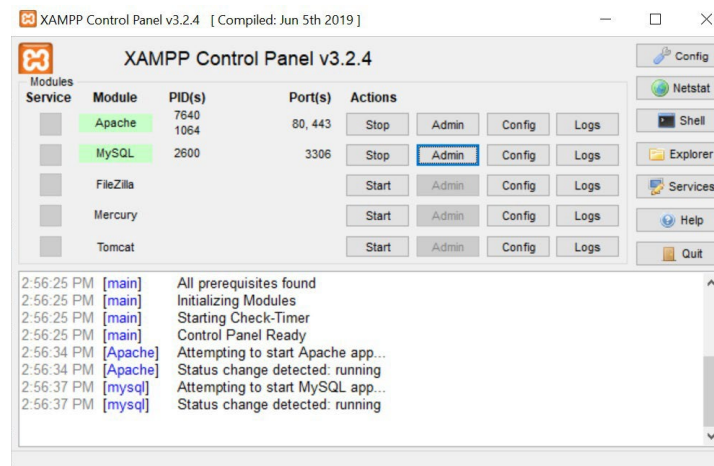 XAMPP Control Panel v3.2.4 [ Compiled: Jun 5th 2019 ]
XAMPP Control Panel v3.2.4
Config
Modules
Service Module PID(s) Port(s) Actions
Netstat
Apache 7640 1064 80, 443 Stop Admin Config Logs
Shell
MySQL 2600 3306 Stop Admin Config Logs
Explorer
FileZilla Start Admin Config Logs
Services
Mercury Start Admin Config Logs
Help
Tomcat Start Admin Config Logs
Quit
2:56:25 PM [main] All prerequisites found
2:56:25 PM [main] Initializing Modules
2:56:25 PM [main] Starting Check-Timer
2:56:25 PM [main] Control Panel Ready
2:56:34 PM [Apache] Attempting to start Apache app...
2:56:34 PM [Apache] Status change detected: running
2:56:37 PM [mysql] Attempting to start MySQL app...
2:56:37 PM [mysql] Status change detected: running